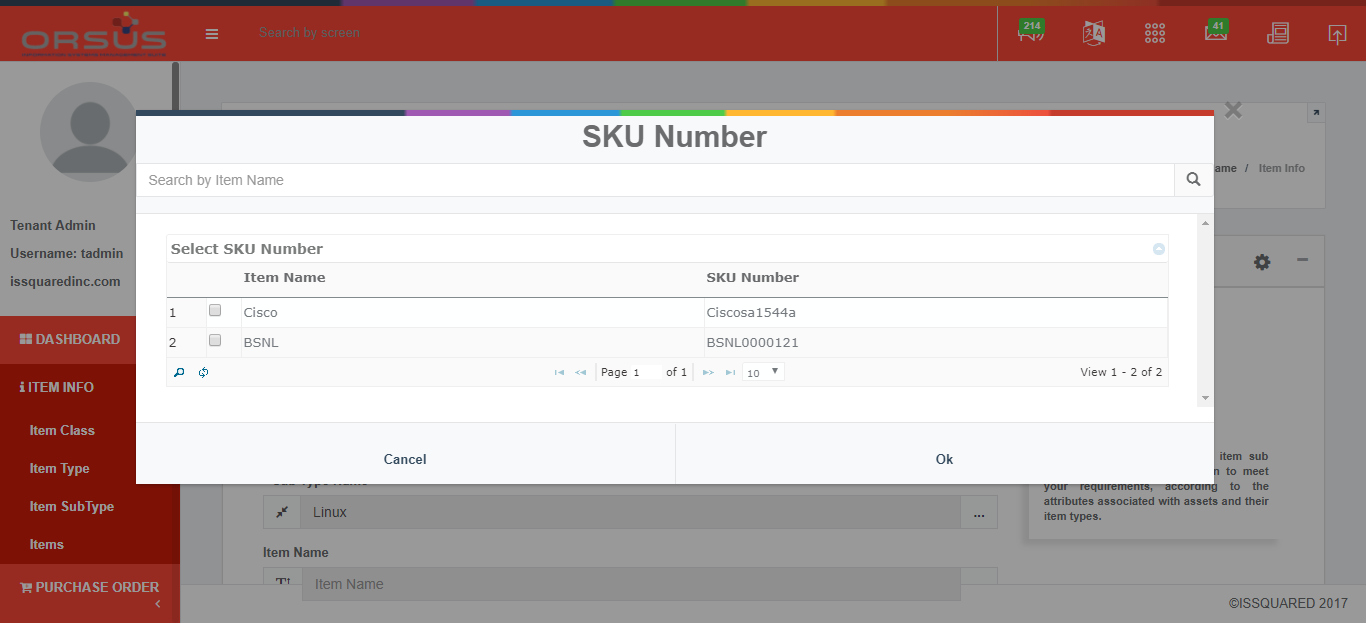 ORSUS
Search by screen
214
41
SKU Number
ame / Item Info
Search by Item Name
Tenant Admin
Username: tadmin
issquaredinc.com
Select SKU Number
Item Name SKU Number
1 Cisco Ciscosa1544a
2 BSNL BSNL0000121
Page 1 of 1 10 View 1 - 2 of 2
DASHBOARD
ITEM INFO
Item Class
Item Type
Item SubType
Items
PURCHASE ORDER
Cancel Ok
item sub
to meet
your requirements, according to the
attributes associated with assets and their
item types.
Linux ...
Item Name
Item Name
©ISSQUARED 2017